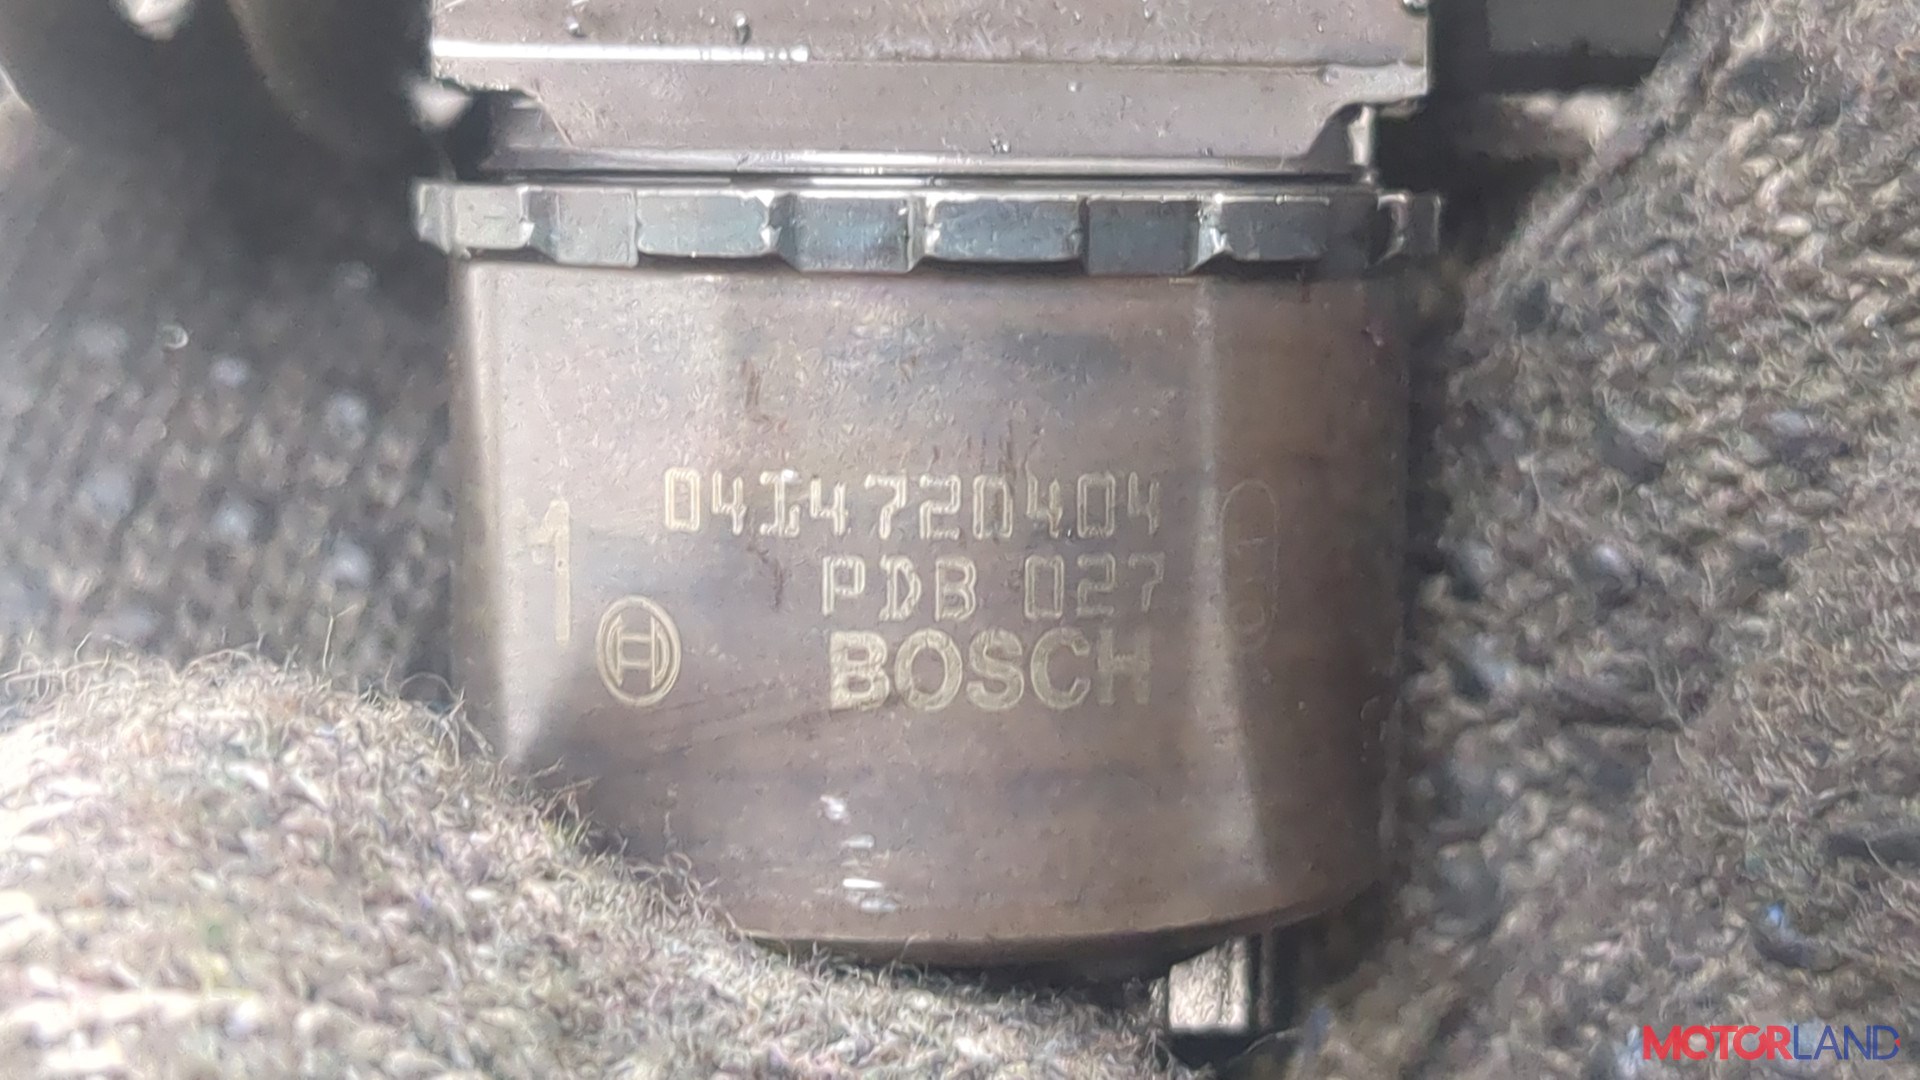 0414720404
1
PDB 027
BOSCH
MOTORLAND